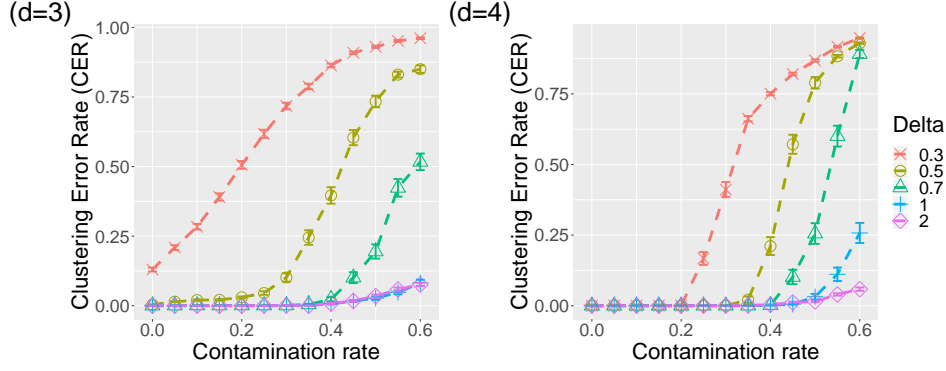 (d=3)
Clustering Error Rate (CER)
1.00
0.75
0.50
0.25
0.00
0.0 0.2 0.4 0.6
Contamination rate
(d=4)
Clustering Error Rate (CER)
0.75
0.50
0.25
0.00
0.0 0.2 0.4 0.6
Contamination rate
Delta
0.3
0.5
0.7
1
2